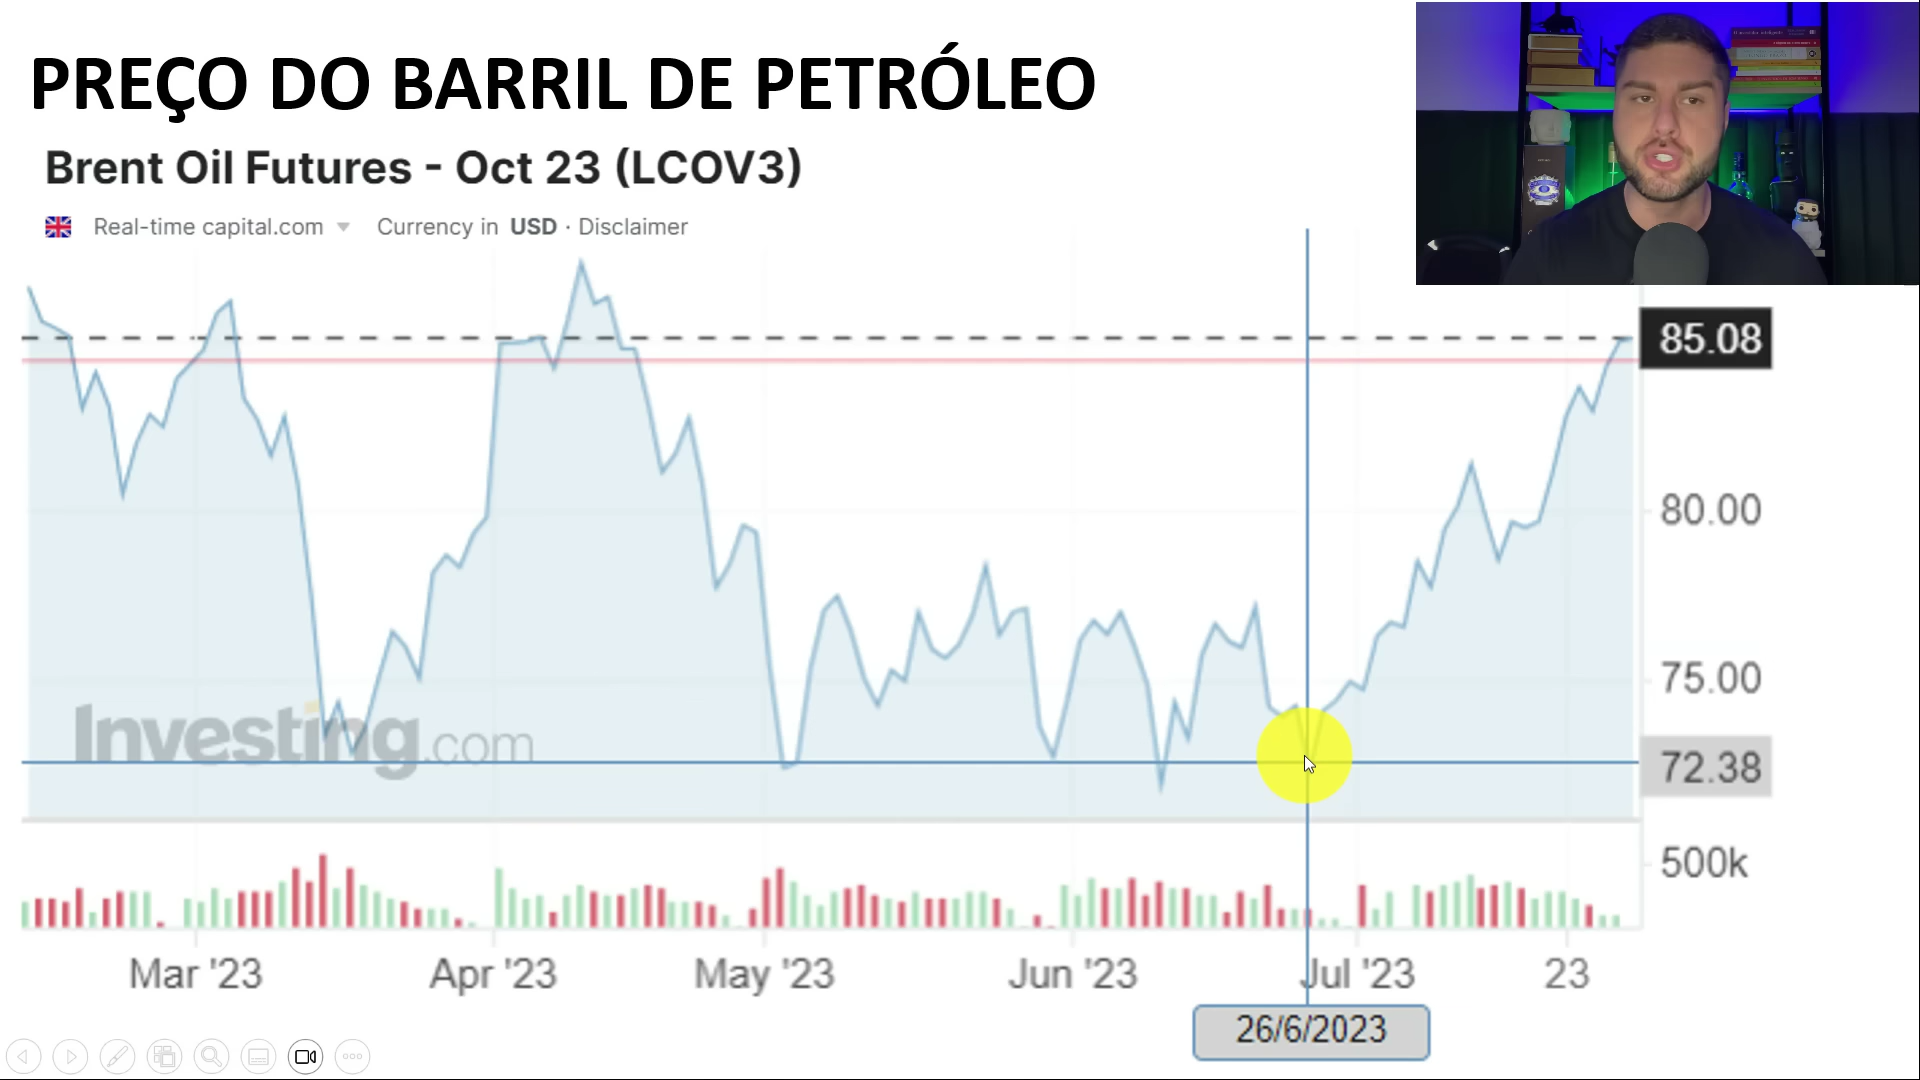 PREÇO DO BARRIL DE PETRÓLEO
Brent Oil Futures - Oct 23 (LCOV3)
Real-time capital.com Currency in USD · Disclaimer
85.08
80.00
75.00
72.38
500k
Investing.com
Mar '23 Apr '23 May '23 Jun '23 Jul '23 23
26/6/2023